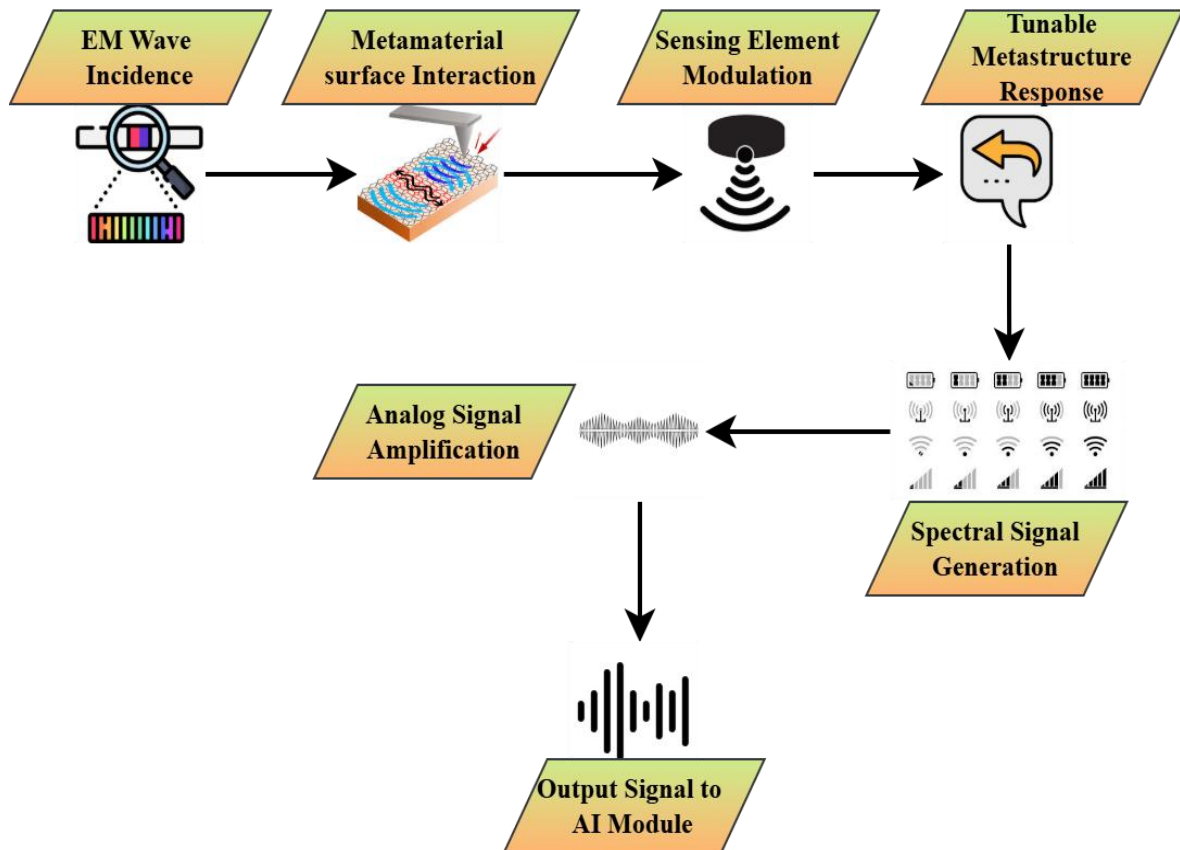 EM Wave
Incidence
Metamaterial
surface Interaction
Sensing Element
Modulation
Tunable
Metastructure
Response
Analog Signal
Amplification
Spectral Signal
Generation
Output Signal to
AI Module